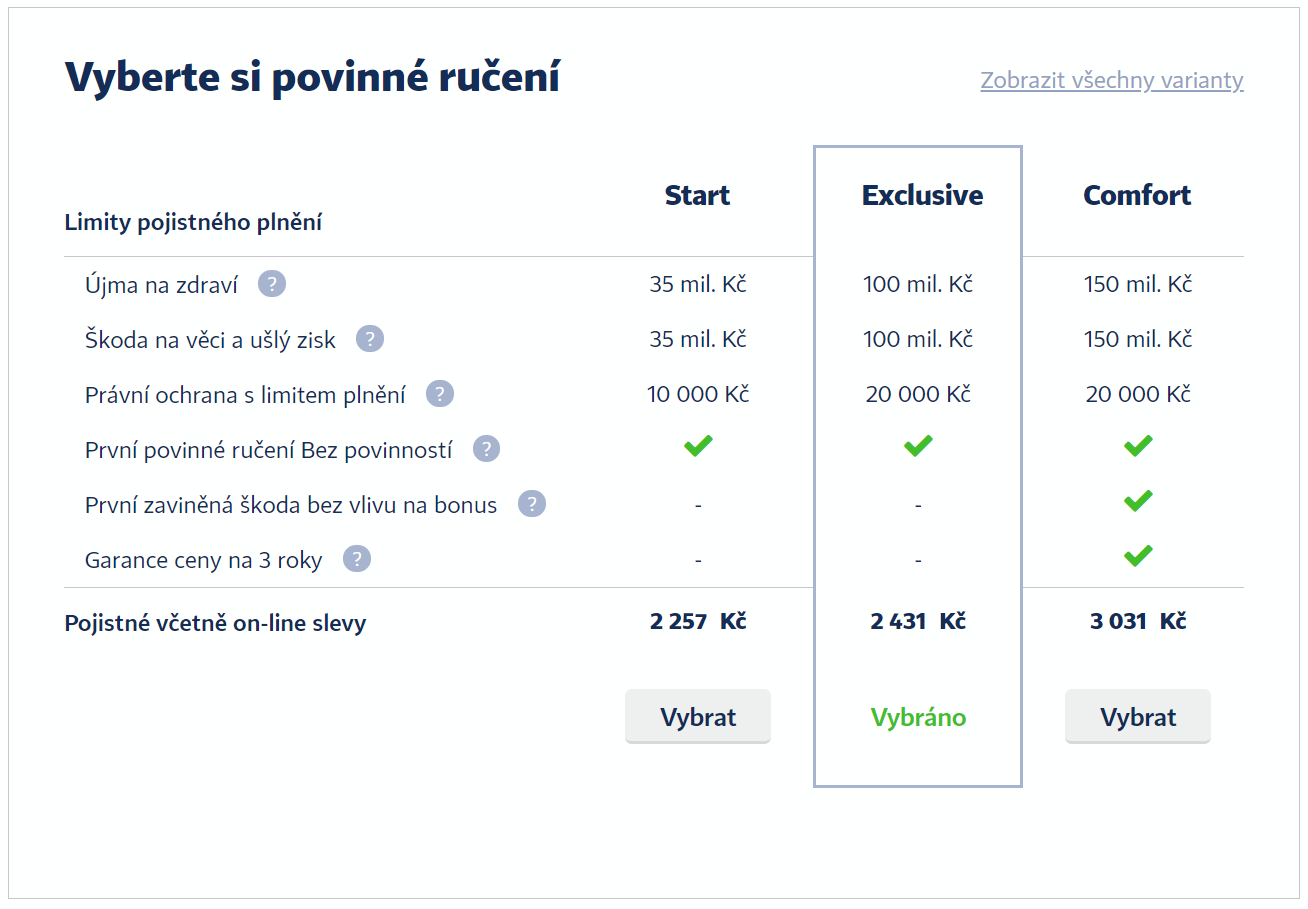 Vyberte si povinné ručení
Zobrazit všechny varianty
Limity pojistného plnění Start Exclusive Comfort
Újma na zdraví ? 35 mil. Kč 100 mil. Kč 150 mil. Kč
Škoda na věci a ušlý zisk ? 35 mil. Kč 100 mil. Kč 150 mil. Kč
Právní ochrana s limitem plnění ? 10 000 Kč 20 000 Kč 20 000 Kč
První povinné ručení Bez povinností ?
První zaviněná škoda bez vlivu na bonus ? - -
Garance ceny na 3 roky ? - -
Pojistné včetně on-line slevy 2 257 Kč 2 431 Kč 3 031 Kč
Vybrat Vybráno Vybrat